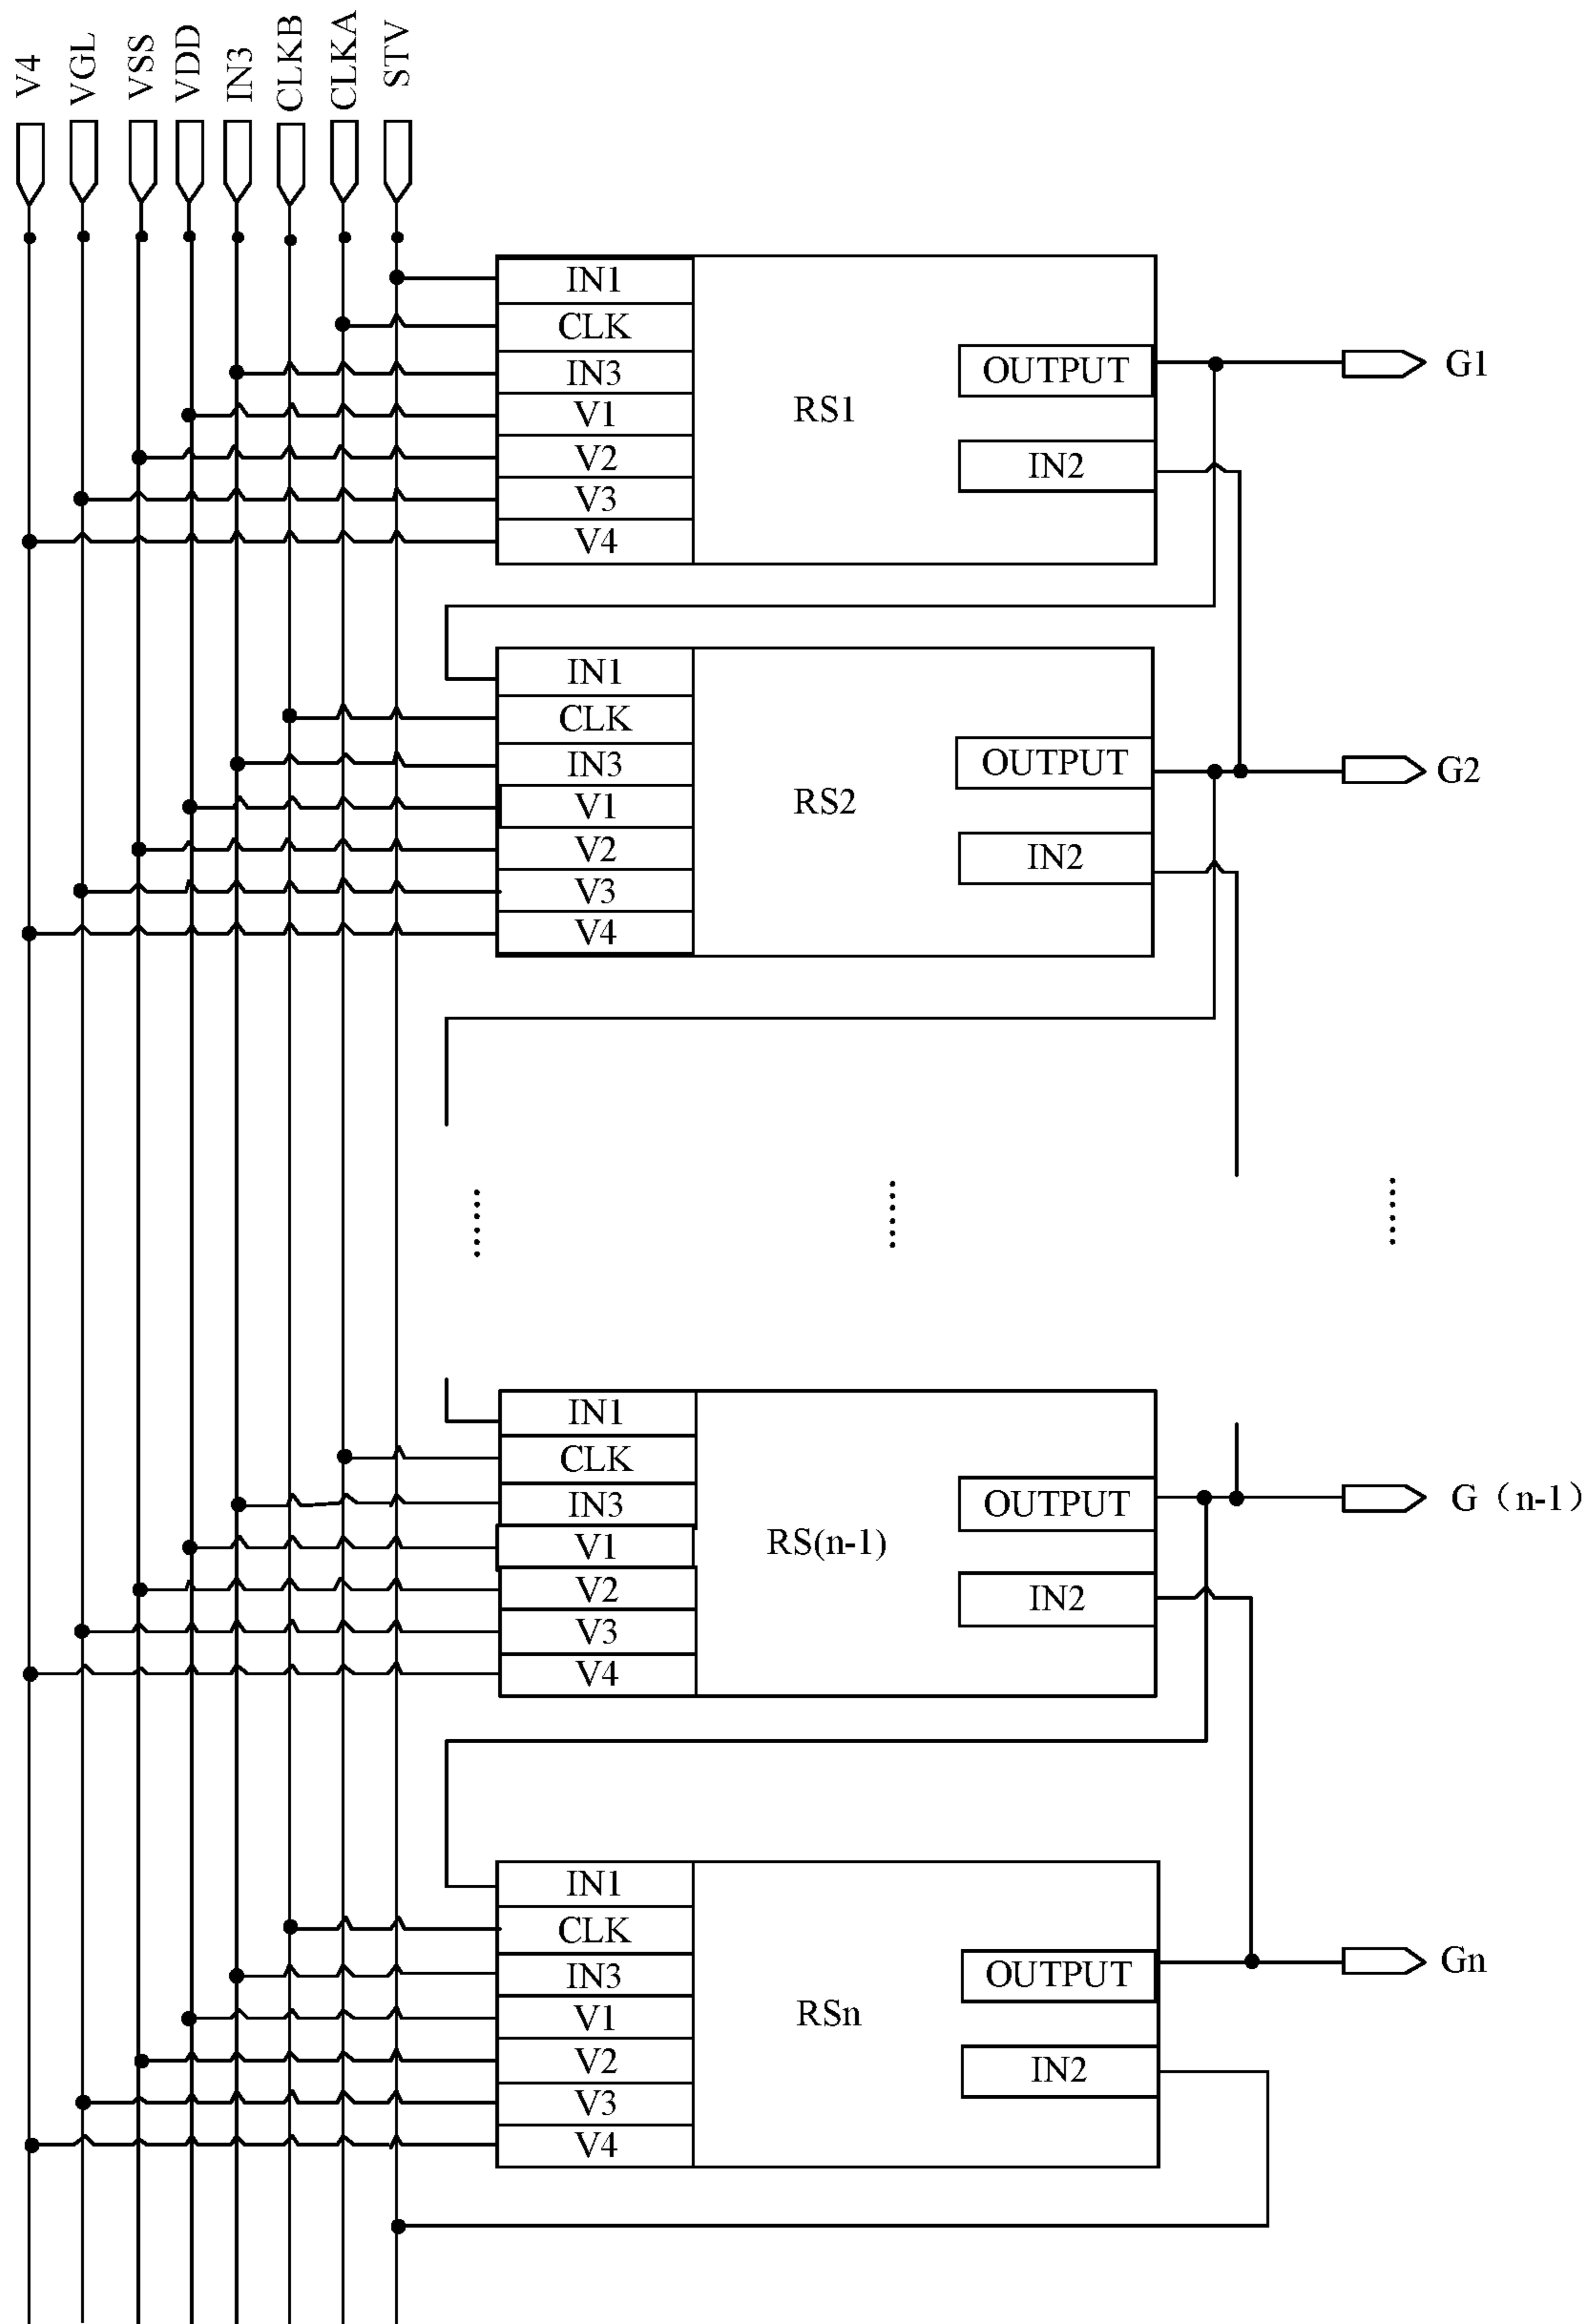 V4
VGL
VSS
VDD
IN3
CLKB
CLKA
STV
IN1
CLK
IN3
V1
V2
V3
V4
RS1
OUTPUT
IN2
G1
IN1
CLK
IN3
V1
V2
V3
V4
RS2
OUTPUT
IN2
G2
IN1
CLK
IN3
V1
V2
V3
V4
RS(n-1)
OUTPUT
IN2
G（n-1）
IN1
CLK
IN3
V1
V2
V3
V4
RSn
OUTPUT
IN2
Gn